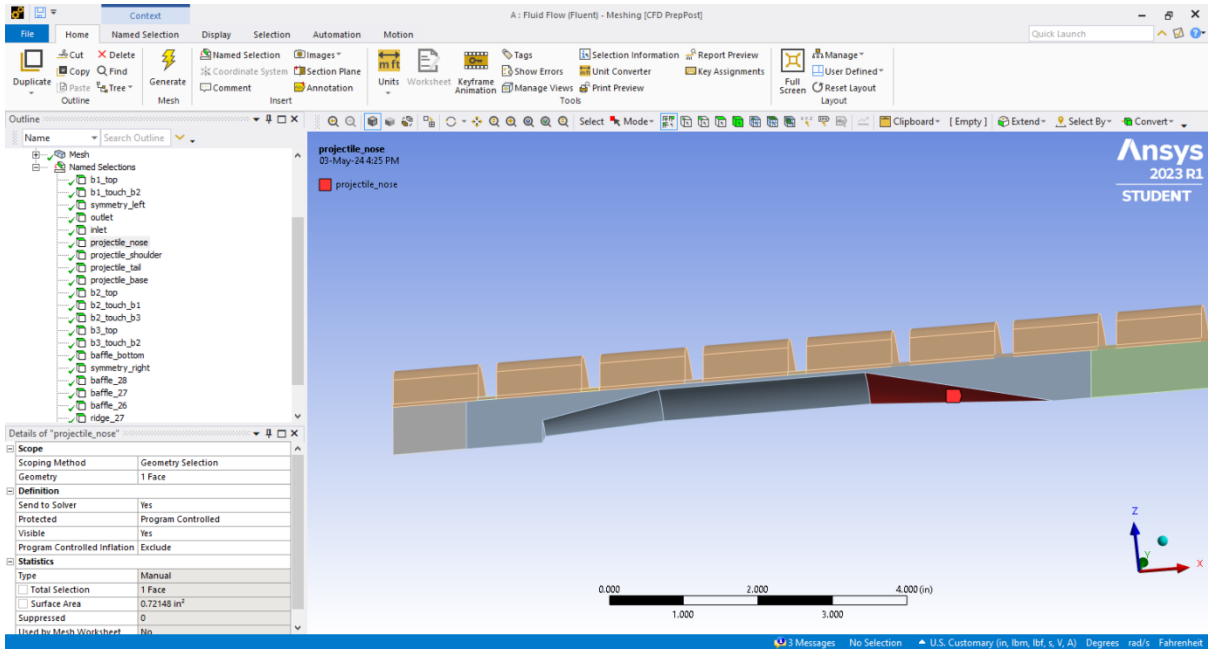 Context
A : Fluid Flow (Fluent) - Meshing [CFD PrepPost]
File Home Named Selection Display Selection Automation Motion
Quick Launch
Duplicate
Cut
Copy
Paste
Delete
Find
Tree
Outline
Generate
Mesh
Named Selection
Coordinate System
Comment
Images
Section Plane
Annotation
Insert
m ft
Units
Worksheet
Keyframe
Animation
Tags
Show Errors
Manage Views
Selection Information
Unit Converter
Print Preview
Report Preview
Key Assignments
Tools
Full
Screen
Manage
User Defined
Reset Layout
Layout
Outline
Name
Search Outline
Select Mode Clipboard [Empty] Extend Select By Convert
Mesh
Named Selections
b1_top
b1_touch_b2
symmetry_left
outlet
inlet
projectile_nose
projectile_shoulder
projectile_tail
projectile_base
b2_top
b2_touch_b1
b2_touch_b3
b3_top
b3_touch_b2
baffle_bottom
symmetry_right
baffle_28
baffle_27
baffle_26
ridge_27
Details of "projectile_nose"
Scope
Scoping Method Geometry Selection
Geometry 1 Face
Definition
Send to Solver Yes
Protected Program Controlled
Visible Yes
Program Controlled Inflation Exclude
Statistics
Type Manual
Total Selection 1 Face
Surface Area 0.72148 in²
Suppressed 0
Used by Mesh Worksheet No
projectile_nose
03-May-24 4:25 PM
projectile_nose
Ansys
2023 R1
STUDENT
Z
Y
X
0.000 2.000 4.000 (in)
1.000 3.000
3 Messages No Selection U.S. Customary (in, lbm, lbf, s, V, A) Degrees rad/s Fahrenheit